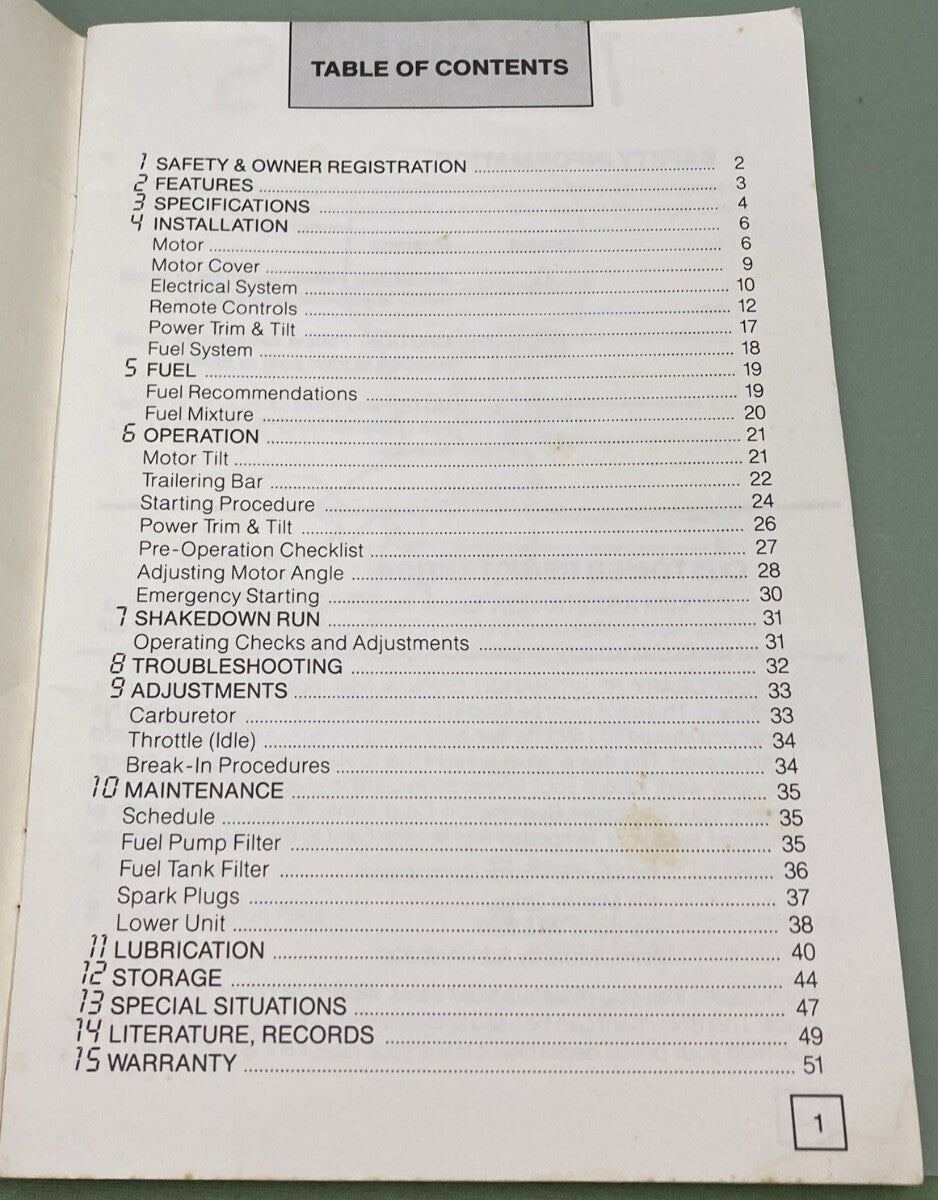 TABLE OF CONTENTS
1 SAFETY & OWNER REGISTRATION 2
2 FEATURES 3
3 SPECIFICATIONS 4
4 INSTALLATION 6
Motor 6
Motor Cover 9
Electrical System 10
Remote Controls 12
Power Trim & Tilt 17
Fuel System 18
5 FUEL 19
Fuel Recommendations 19
Fuel Mixture 20
6 OPERATION 21
Motor Tilt 21
Trailering Bar 22
Starting Procedure 24
Power Trim & Tilt 26
Pre-Operation Checklist 27
Adjusting Motor Angle 28
Emergency Starting 30
7 SHAKEDOWN RUN 31
Operating Checks and Adjustments 31
8 TROUBLESHOOTING 32
9 ADJUSTMENTS 33
Carburetor 33
Throttle (Idle) 34
Break-In Procedures 34
10 MAINTENANCE 35
Schedule 35
Fuel Pump Filter 35
Fuel Tank Filter 36
Spark Plugs 37
Lower Unit 38
11 LUBRICATION 40
12 STORAGE 44
13 SPECIAL SITUATIONS 47
14 LITERATURE, RECORDS 49
15 WARRANTY 51
1